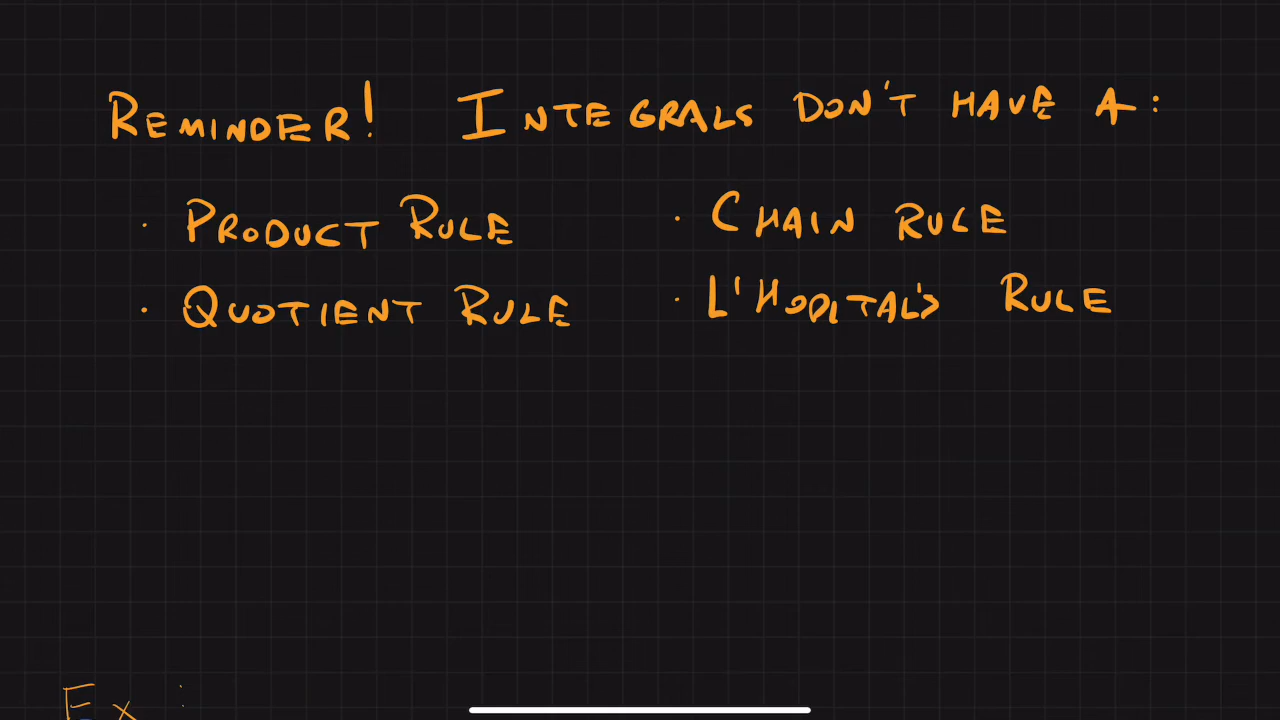 REMINDER! INTEGRALS DON'T HAVE A:
· PRODUCT RULE
· CHAIN RULE
· QUOTIENT RULE
· L'HOPITAL'S RULE
Ex: